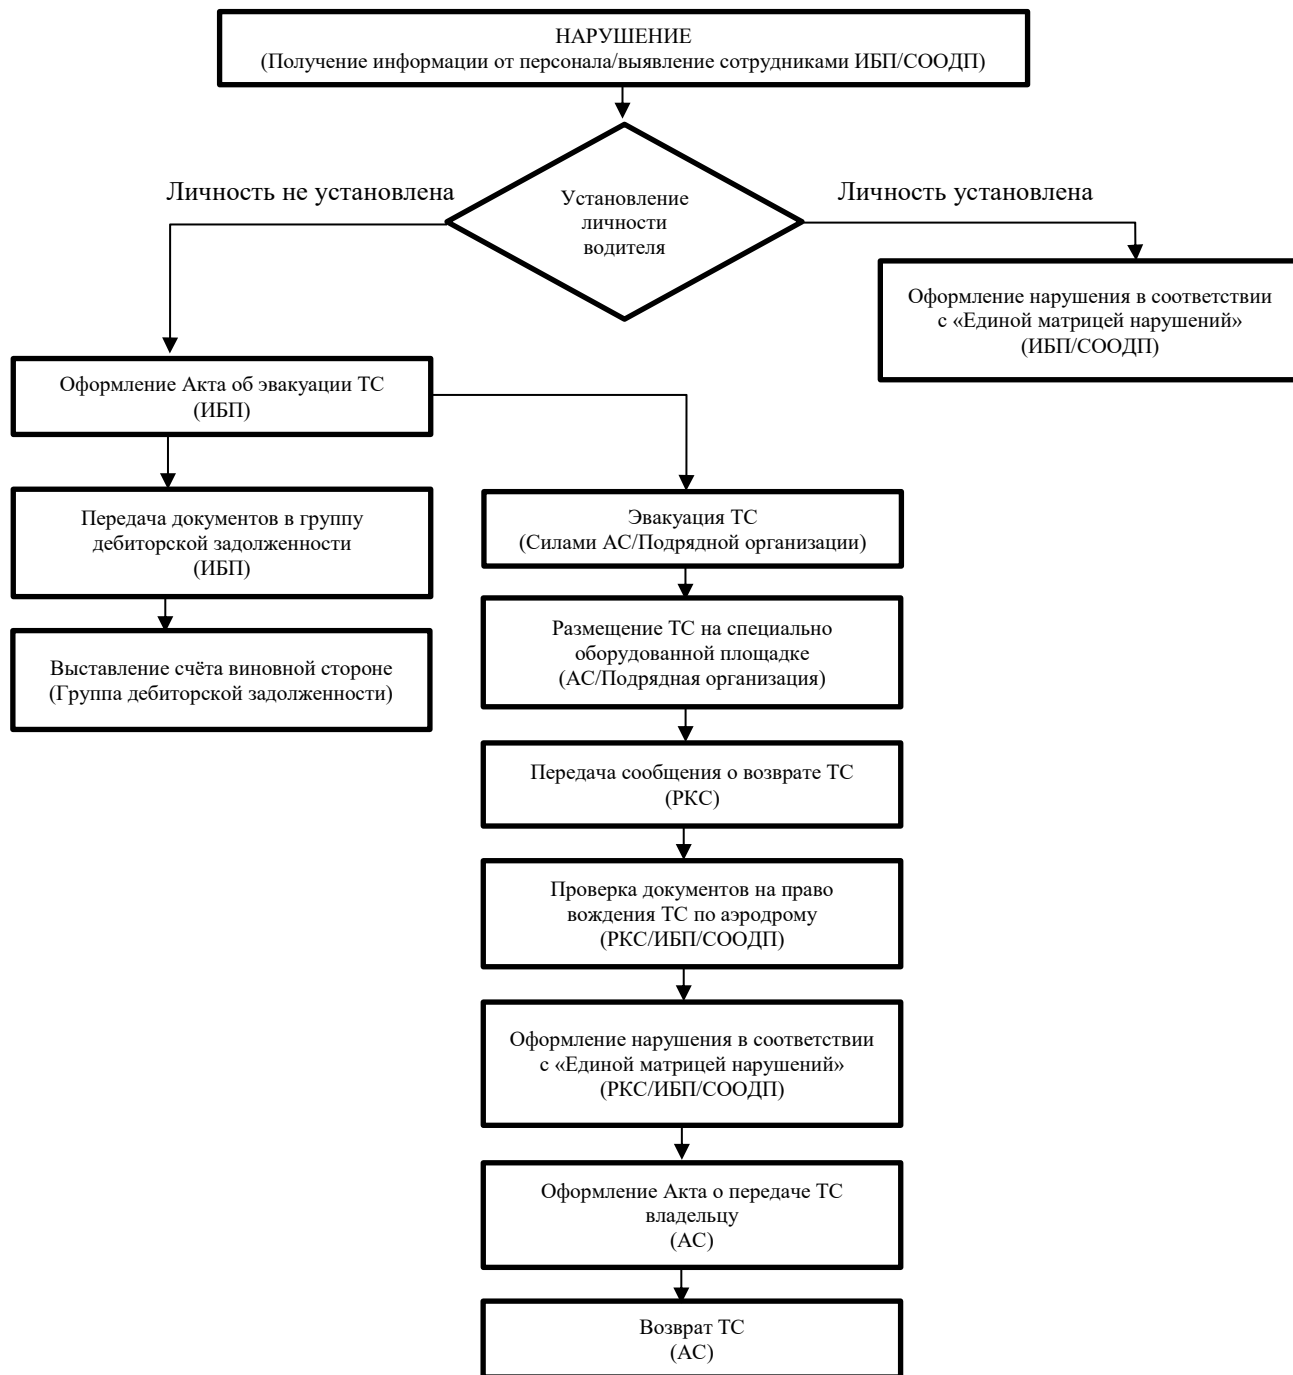 НАРУШЕНИЕ
(Получение информации от персонала/выявление сотрудниками ИБП/СООДП)
Личность не установлена
Личность установлена
Установление
личности
водителя
Оформление нарушения в соответствии
с «Единой матрицей нарушений»
(ИБП/СООДП)
Оформление Акта об эвакуации ТС
(ИБП)
Передача документов в группу
дебиторской задолженности
(ИБП)
Выставление счёта виновной стороне
(Группа дебиторской задолженности)
Эвакуация ТС
(Силами АС/Подрядной организации)
Размещение ТС на специально
оборудованной площадке
(АС/Подрядная организация)
Передача сообщения о возврате ТС
(РКС)
Проверка документов на право
вождения ТС по аэродрому
(РКС/ИБП/СООДП)
Оформление нарушения в соответствии
с «Единой матрицей нарушений»
(РКС/ИБП/СООДП)
Оформление Акта о передаче ТС
владельцу
(АС)
Возврат ТС
(АС)